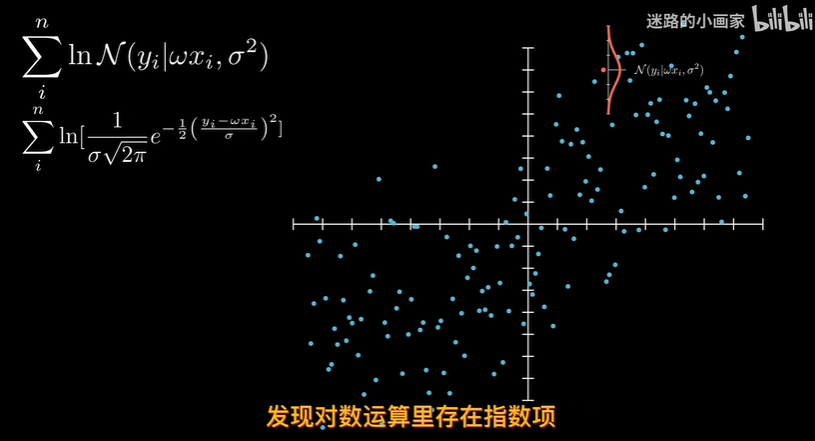 迷路的小画家 bilibili
\sum_{i}^{n} \ln \mathcal{N}(y_i|\omega x_i, \sigma^2)
\mathcal{N}(y_i|\omega x_i, \sigma^2)
\sum_{i}^{n} \ln[\frac{1}{\sigma\sqrt{2\pi}} e^{-\frac{1}{2}\left(\frac{y_i-\omega x_i}{\sigma}\right)^2}]
发现对数运算里存在指数项